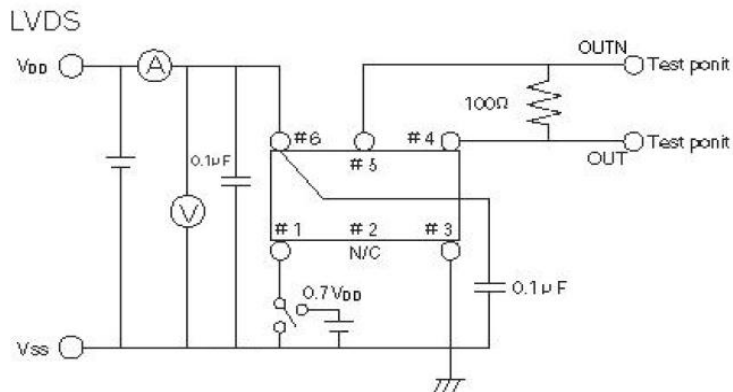 LVDS
VDD
A
OUTN
Test ponit
100Ω
0.1μF
#6
#5
#4
Test ponit
OUT
V
#1
#2
#3
N/C
0.7VDD
0.1μF
Vss